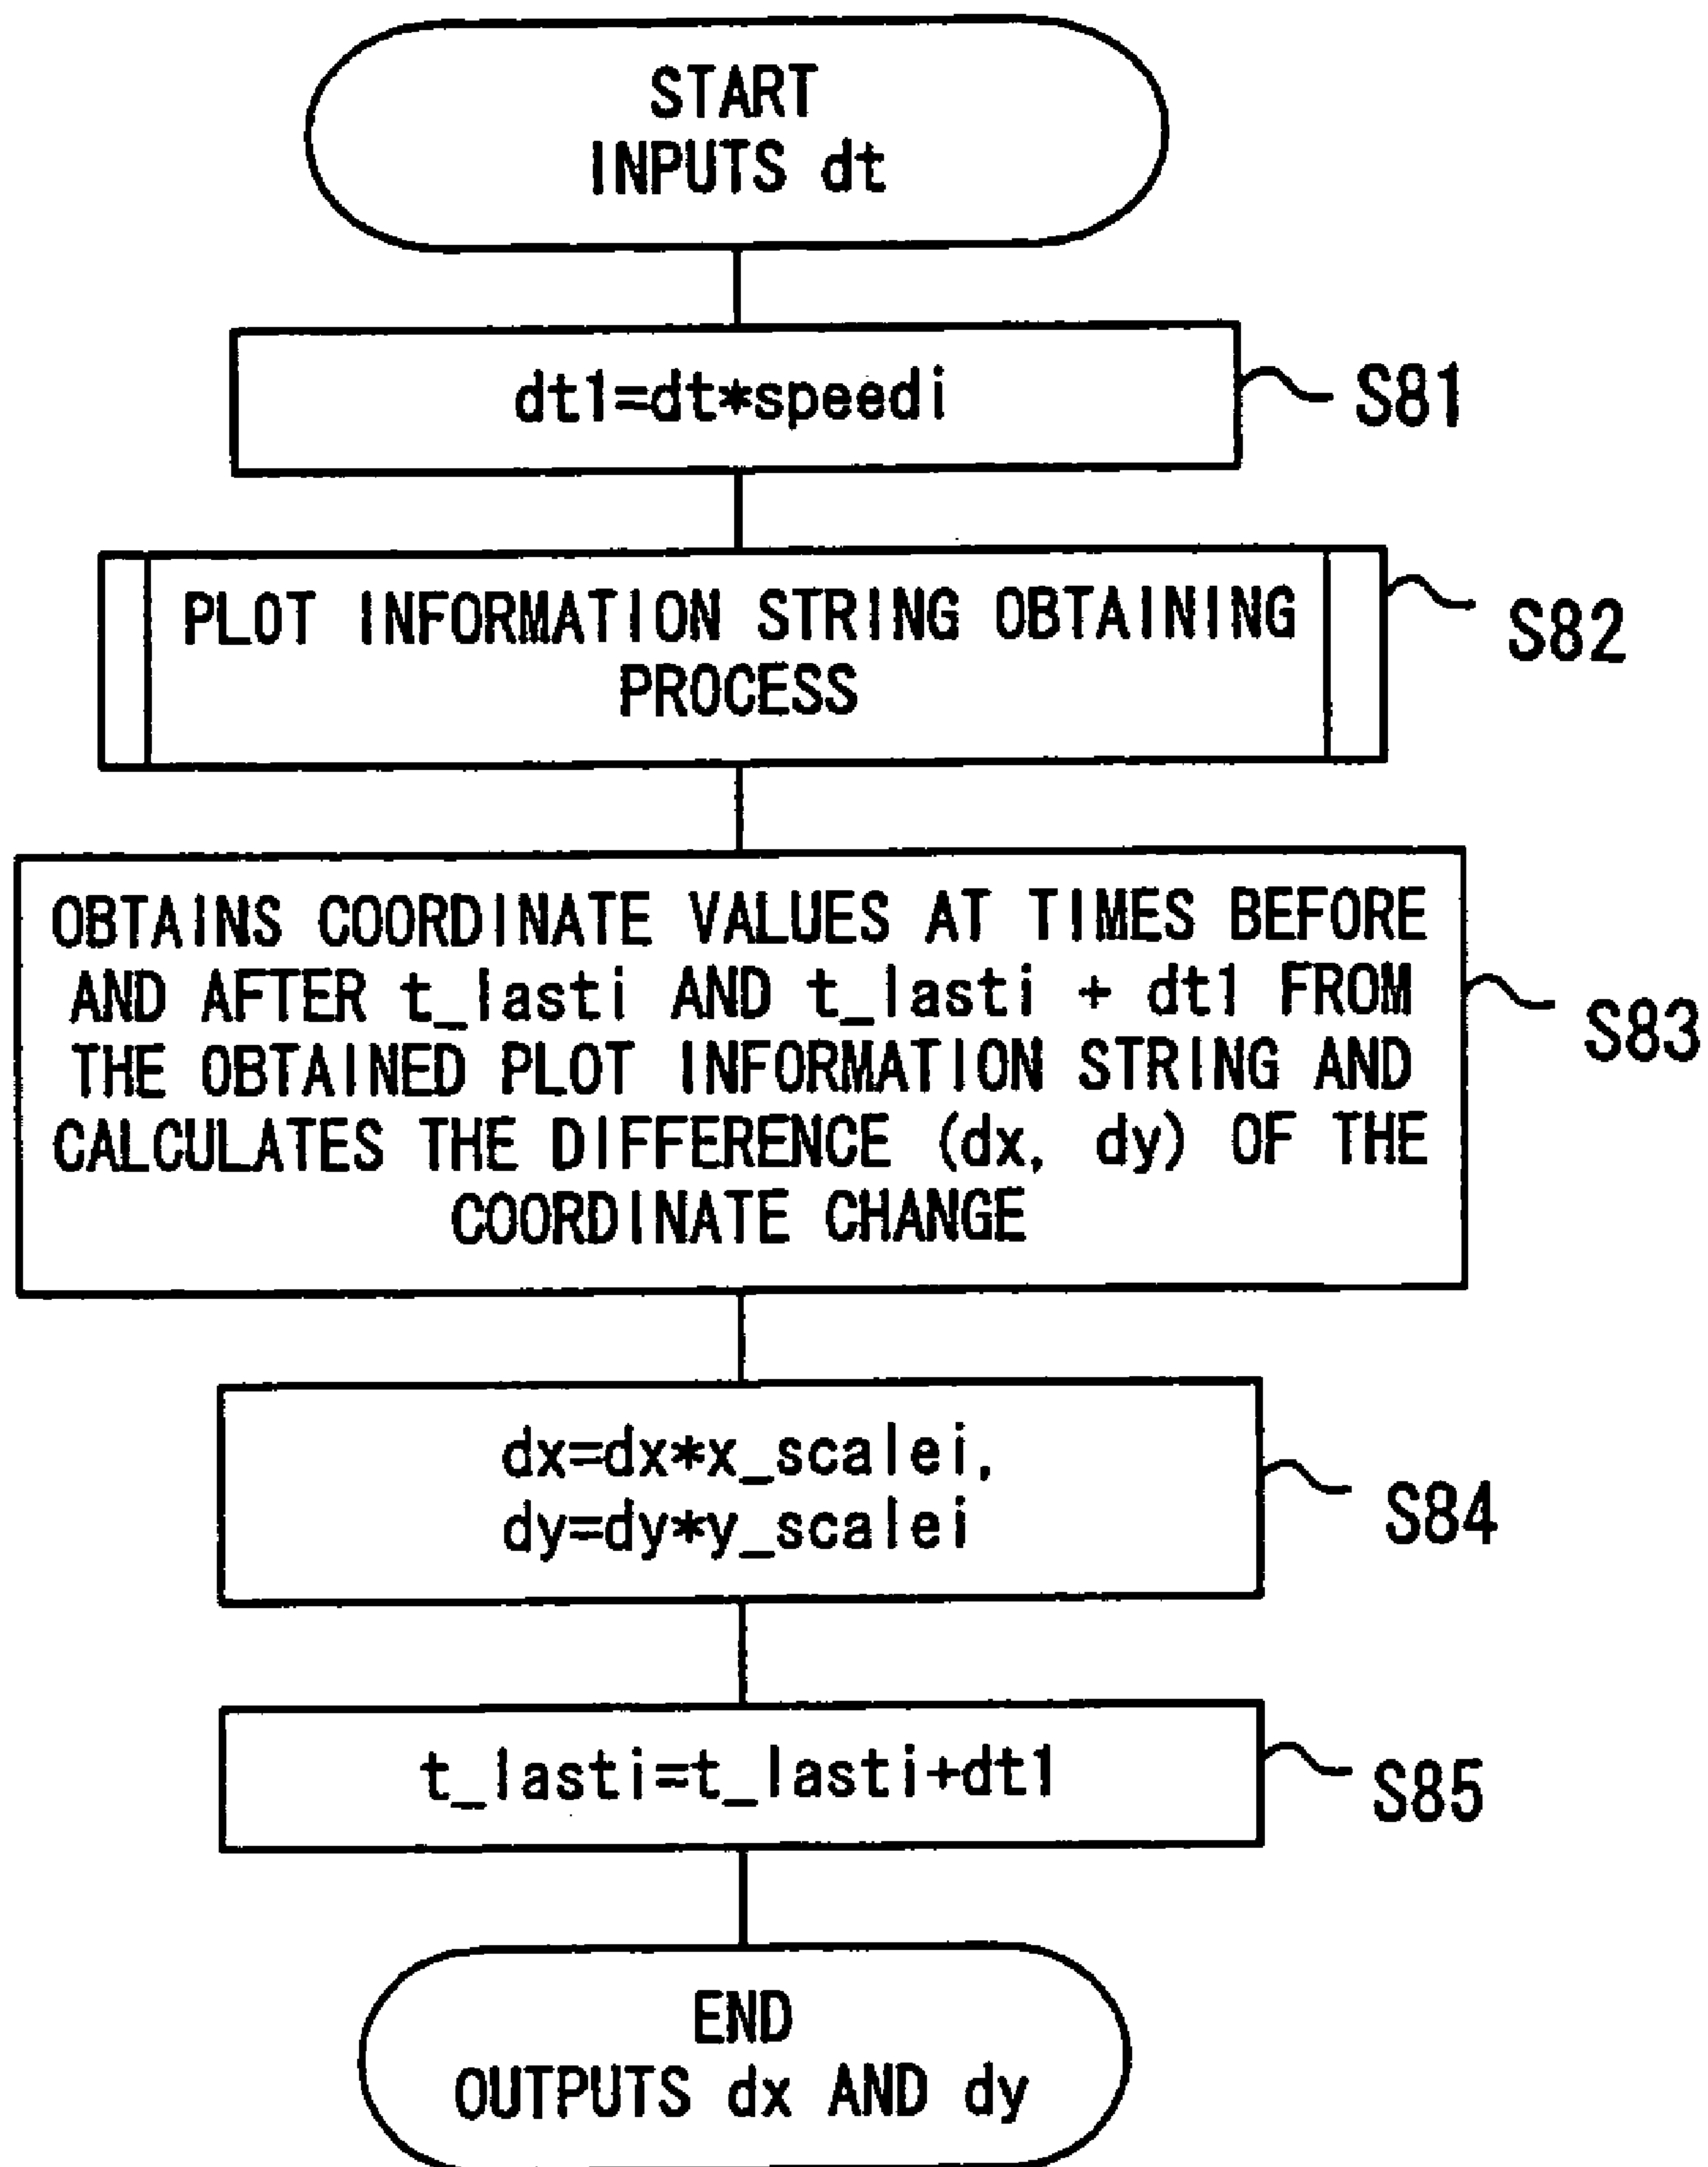 START
INPUTS dt
dt1=dt*speedi
S81
PLOT INFORMATION STRING OBTAINING
PROCESS
S82
OBTAINS COORDINATE VALUES AT TIMES BEFORE
AND AFTER t_lasti AND t_lasti + dt1 FROM
THE OBTAINED PLOT INFORMATION STRING AND
CALCULATES THE DIFFERENCE (dx, dy) OF THE
COORDINATE CHANGE
S83
dx=dx*x_scalei,
dy=dy*y_scalei
S84
t_lasti=t_lasti+dt1
S85
END
OUTPUTS dx AND dy